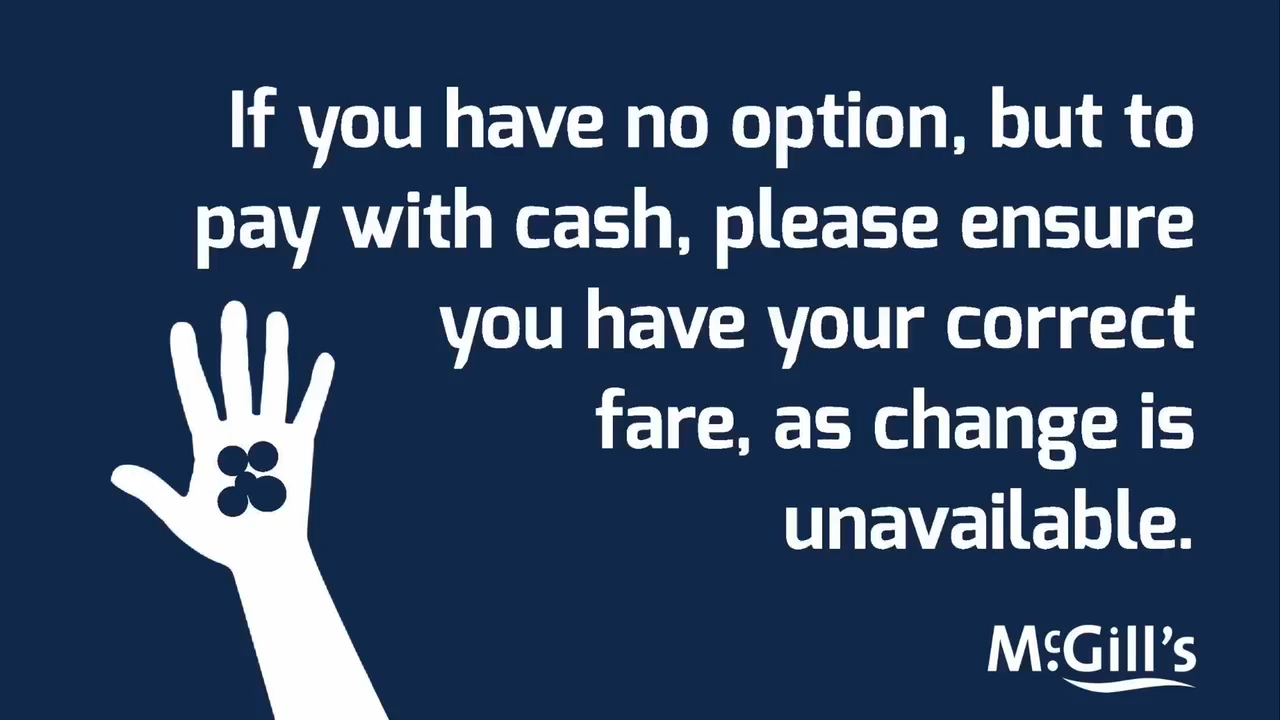 If you have no option, but to
pay with cash, please ensure
you have your correct
fare, as change is
unavailable.
McGill's